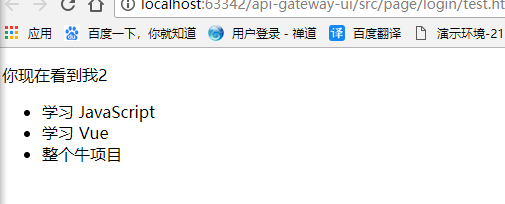 localhost:63342/api-gateway-ui/src/page/login/test.ht
应用 百度一下，你就知道 用户登录 - 禅道 译 百度翻译 演示环境-21
你现在看到我2
学习 JavaScript
学习 Vue
整个牛项目